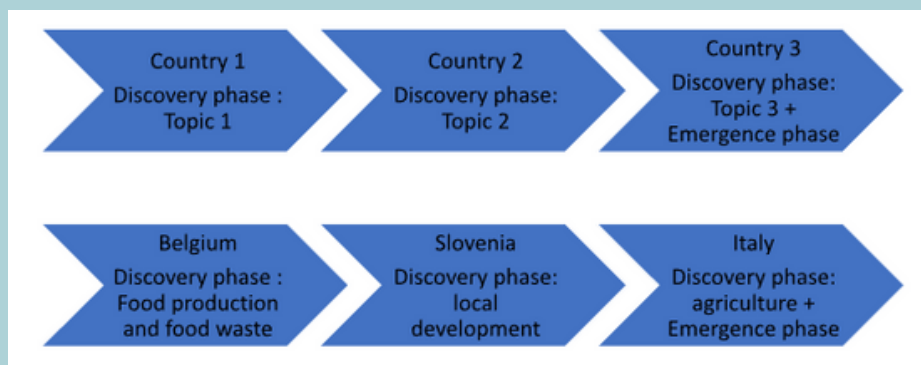 Country 1
Discovery phase :
Topic 1
Country 2
Discovery phase:
Topic 2
Country 3
Discovery phase:
Topic 3 +
Emergence phase
Belgium
Discovery phase :
Food production
and food waste
Slovenia
Discovery phase:
local
development
Italy
Discovery phase:
agriculture +
Emergence phase